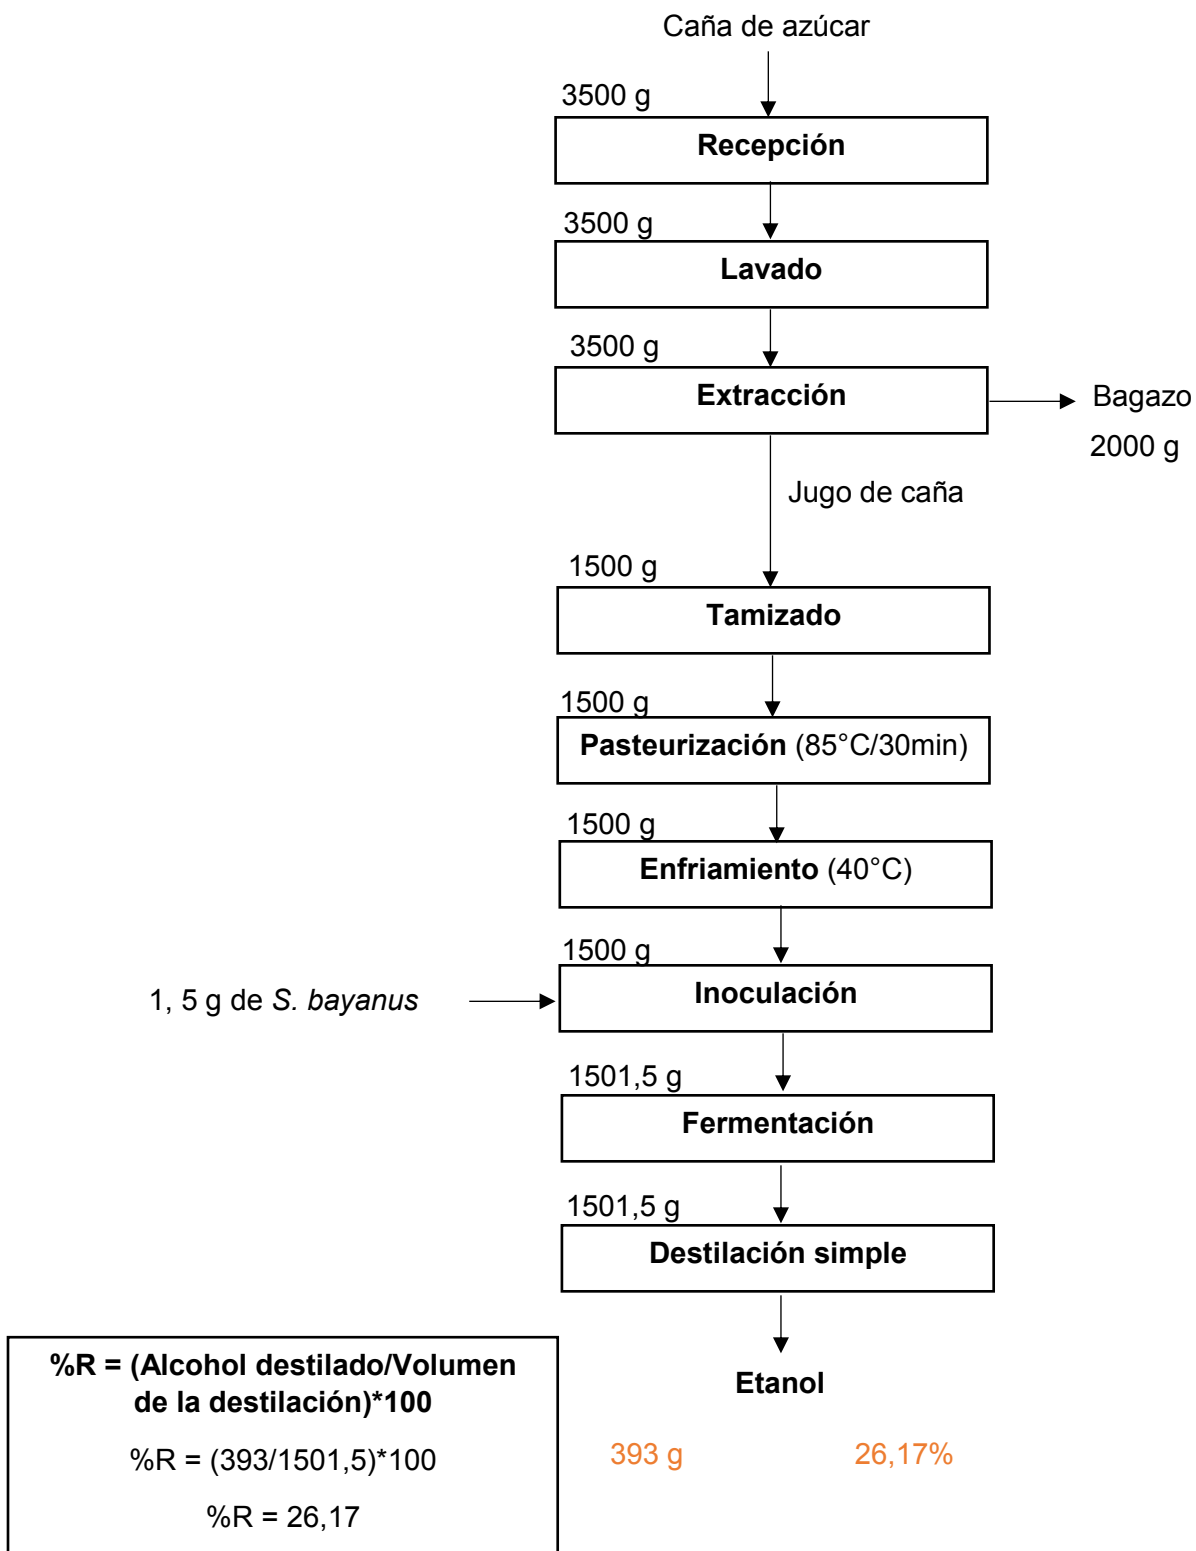 Caña de azúcar
3500 g
Recepción
3500 g
Lavado
3500 g
Extracción
Bagazo
2000 g
Jugo de caña
1500 g
Tamizado
1500 g
Pasteurización (85°C/30min)
1500 g
Enfriamiento (40°C)
1500 g
1, 5 g de S. bayanus
Inoculación
1501,5 g
Fermentación
1501,5 g
Destilación simple
Etanol
393 g 26,17%
%R = (Alcohol destilado/Volumen
de la destilación)*100
%R = (393/1501,5)*100
%R = 26,17